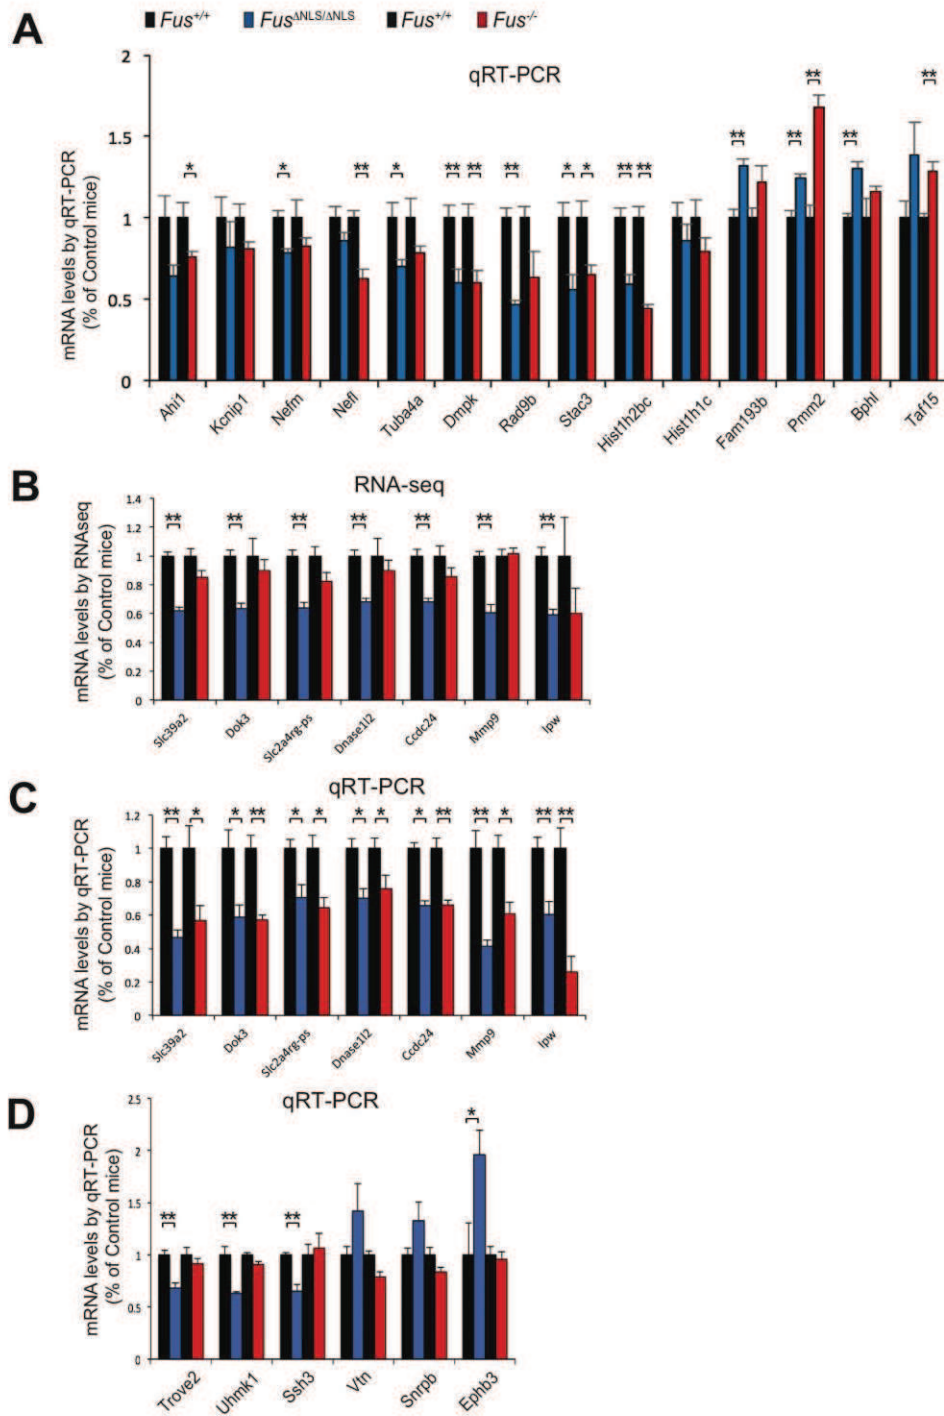 A
Fus+/+ FusΔNLS/ΔNLS Fus+/+ Fus-/-
qRT-PCR
mRNA levels by qRT-PCR
(% of Control mice)
2
1.5
1
0.5
0
* * ** * ** ** ** * * ** ** ** ** ** ** **
Ahi1 Kcnip1 Nefm Nefl Tuba4a Dmpk Rad9b Stac3 Hist1h2bc Hist1h1c Fam193b Pmm2 Bphl Taf15
B
RNA-seq
mRNA levels by RNAseq
(% of Control mice)
1.4
1.2
1
0.8
0.6
0.4
0.2
0
** ** ** ** ** ** **
Slc39a2 Dok3 Slc2a4rg-ps Dnase1l2 Ccdc24 Mmp9 Ipw
C
qRT-PCR
mRNA levels by qRT-PCR
(% of Control mice)
1.2
1
0.8
0.6
0.4
0.2
0
** * * ** * * * * * ** ** * ** **
Slc39a2 Dok3 Slc2a4rg-ps Dnase1l2 Ccdc24 Mmp9 Ipw
D
qRT-PCR
mRNA levels by qRT-PCR
(% of Control mice)
2.5
2
1.5
1
0.5
0
** ** ** *
Trove2 Uhmk1 Ssh3 Vtn Snrpb Ephb3